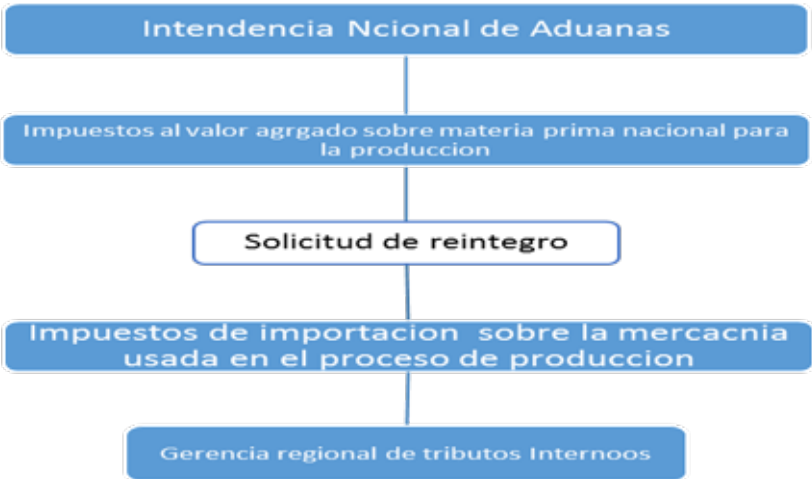 Intendencia Ncional de Aduanas
Impuestos al valor agrgado sobre materia prima nacional para
la produccion
Solicitud de reintegro
Impuestos de importacion sobre la mercacnia
usada en el proceso de produccion
Gerencia regional de tributos Internoos